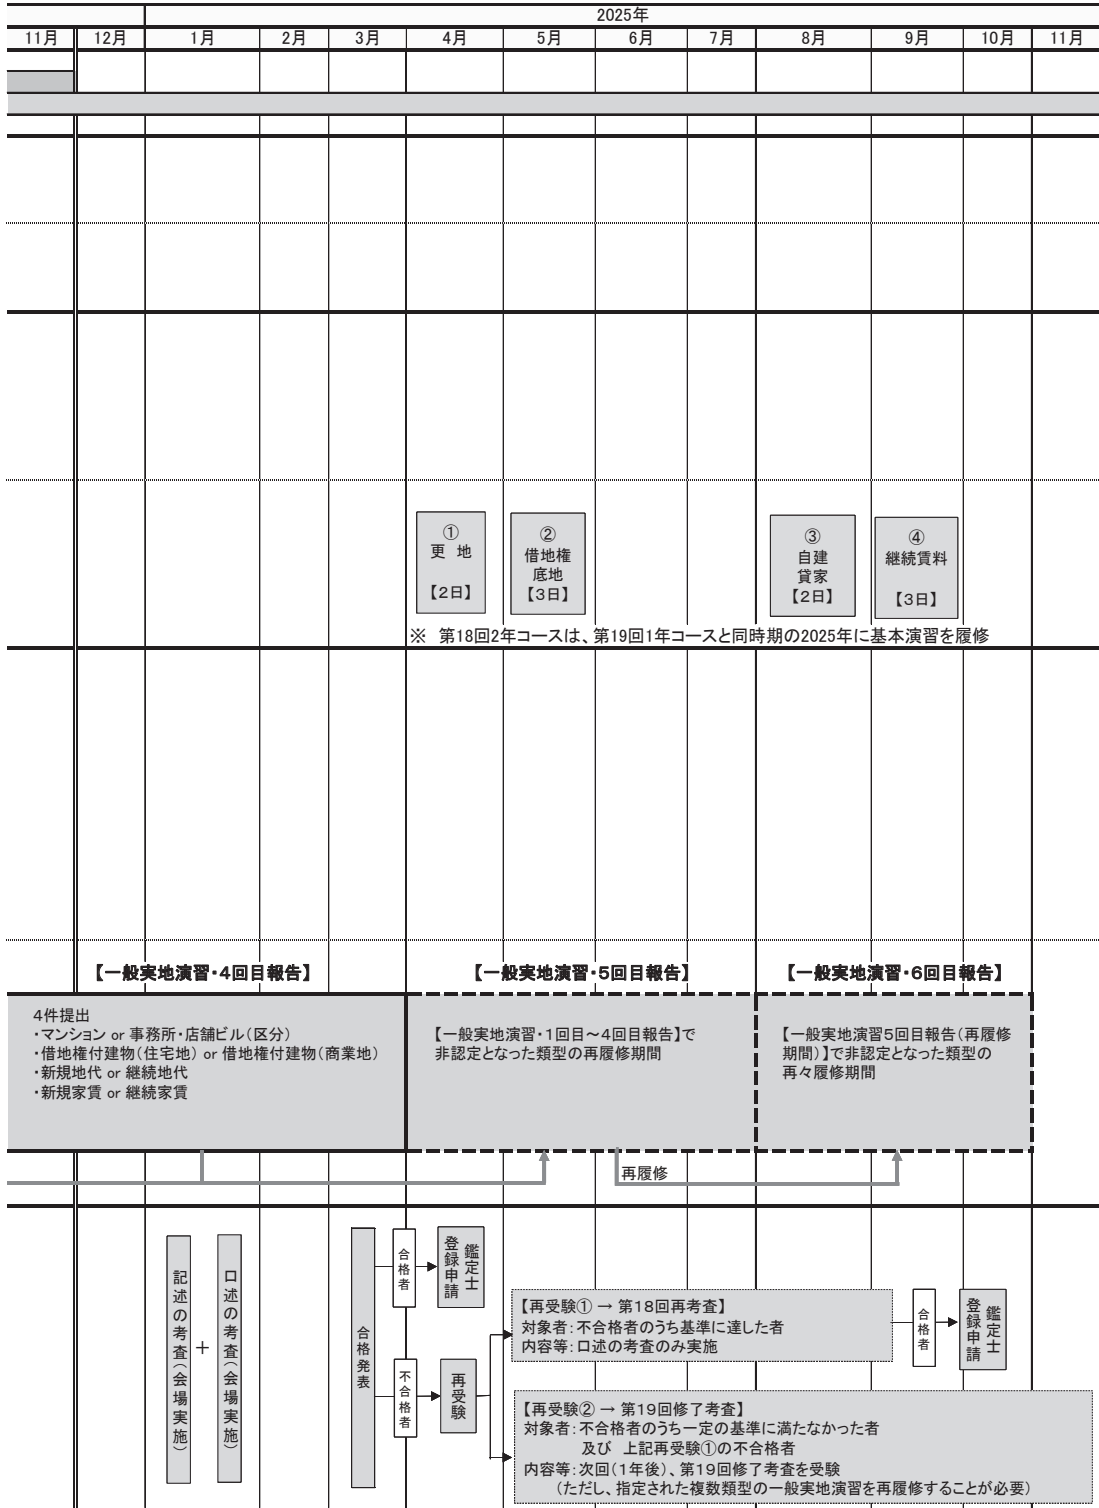 2025年
11月 12月 1月 2月 3月 4月 5月 6月 7月 8月 9月 10月 11月
①
更 地
【2日】
②
借地権
底地
【3日】
③
自建
貸家
【2日】
④
継続賃料
【3日】
※ 第18回2年コースは、第19回1年コースと同時期の2025年に基本演習を履修
【一般実地演習・4回目報告】
【一般実地演習・5回目報告】
【一般実地演習・6回目報告】
4件提出
・マンション or 事務所・店舗ビル(区分)
・借地権付建物(住宅地) or 借地権付建物(商業地)
・新規地代 or 継続地代
・新規家賃 or 継続家賃
【一般実地演習・1回目～4回目報告】で
非認定となった類型の再履修期間
【一般実地演習5回目報告(再履修
期間)】で非認定となった類型の
再々履修期間
再履修
記述の考査(会場実施)
+
口述の考査(会場実施)
合格発表
合格者
鑑定士
登録申請
不合格者
再受験
【再受験① → 第18回再考査】
対象者:不合格者のうち基準に達した者
内容等:口述の考査のみ実施
合格者
鑑定士
登録申請
【再受験② → 第19回修了考査】
対象者:不合格者のうち一定の基準に満たなかった者
及び 上記再受験①の不合格者
内容等:次回(1年後)、第19回修了考査を受験
(ただし、指定された複数類型の一般実地演習を再履修することが必要)